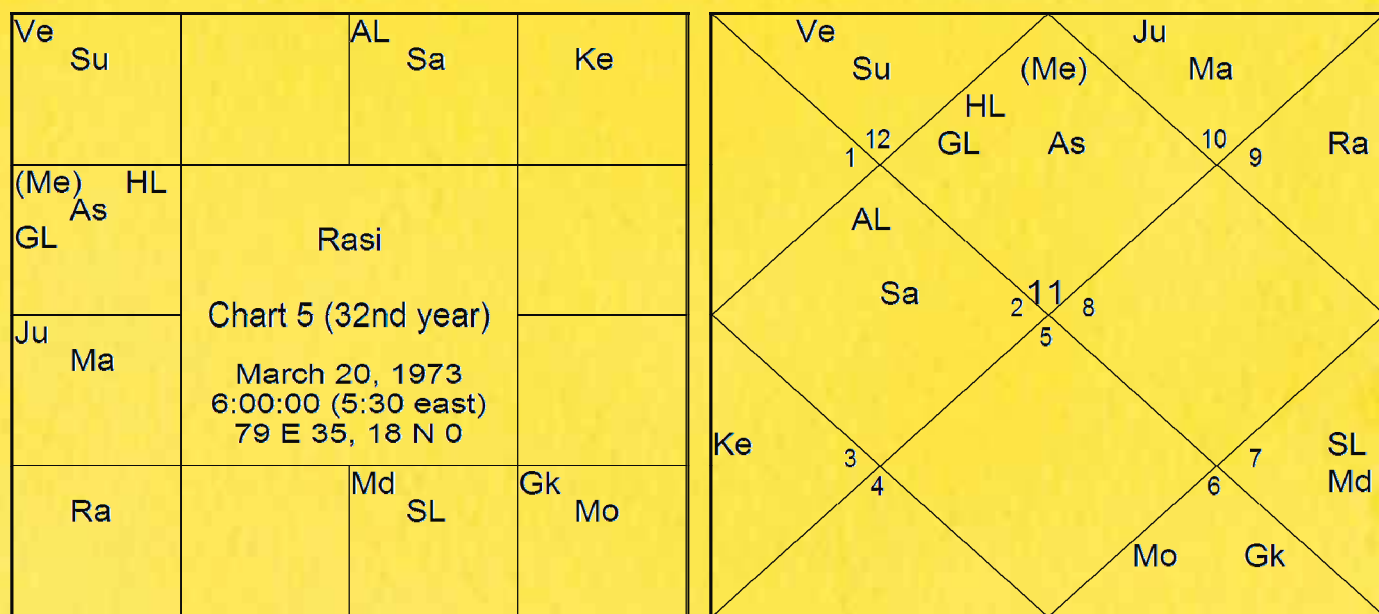 Ve
Su
AL
Sa
Ke
(Me) HL
As
GL
Rasi
Chart 5 (32nd year)
March 20, 1973
6:00:00 (5:30 east)
79 E 35, 18 N 0
Ju
Ma
Ra
Md
SL
Gk
Mo
Ve
Su
(Me)
Ju
Ma
HL
GL
As
12
1
10
9
Ra
AL
Sa
2
11
8
5
Ke
3
4
7
6
SL
Md
Mo
Gk